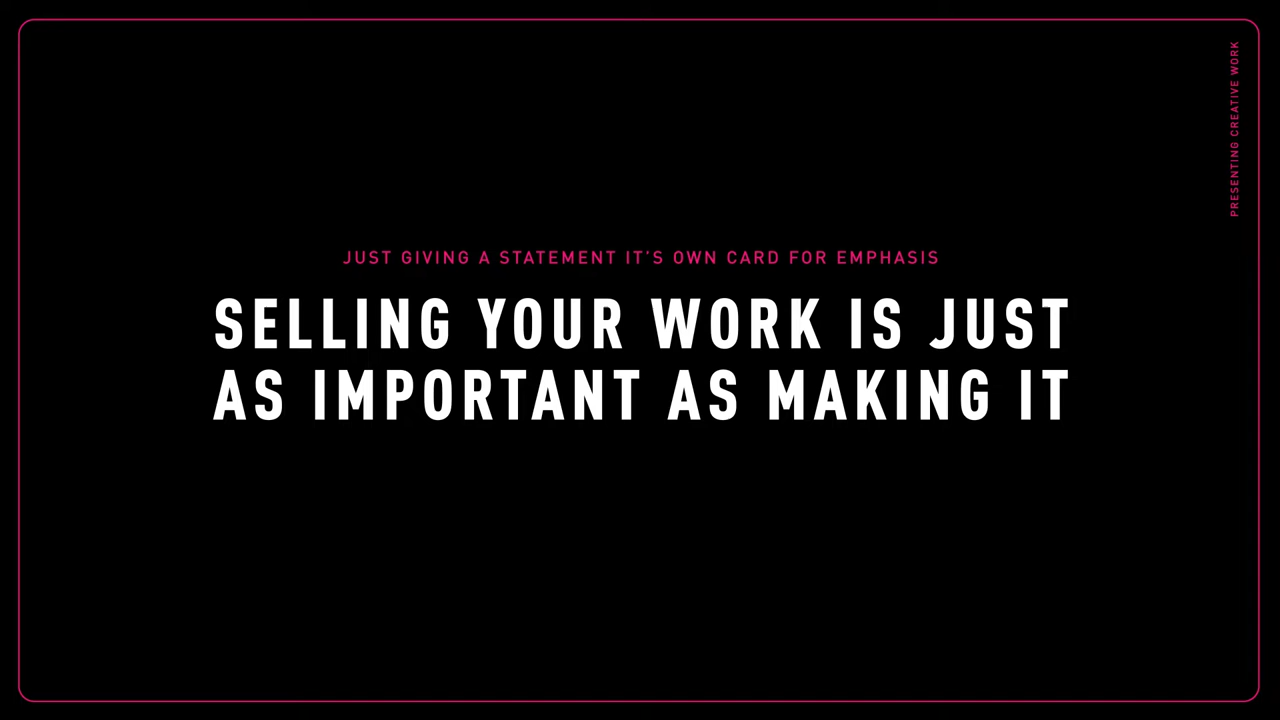 PRESENTING CREATIVE WORK
JUST GIVING A STATEMENT IT'S OWN CARD FOR EMPHASIS
SELLING YOUR WORK IS JUST
AS IMPORTANT AS MAKING IT